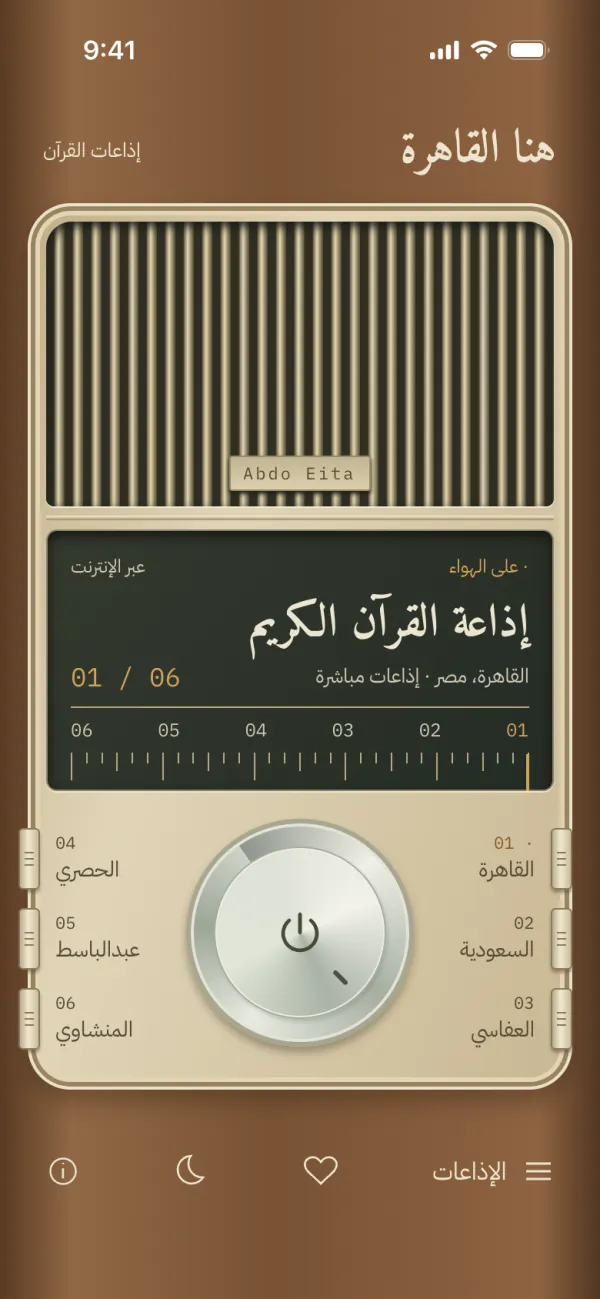 9:41
هنا القاهرة
إذاعات القرآن
Abdo Eita
· على الهواء
عبر الإنترنت
إذاعة القرآن الكريم
القاهرة، مصر · إذاعات مباشرة
01 / 06
01 02 03 04 05 06
01 ·
القاهرة
02
السعودية
03
العفاسي
04
الحصري
05
عبدالباسط
06
المنشاوي
الإذاعات